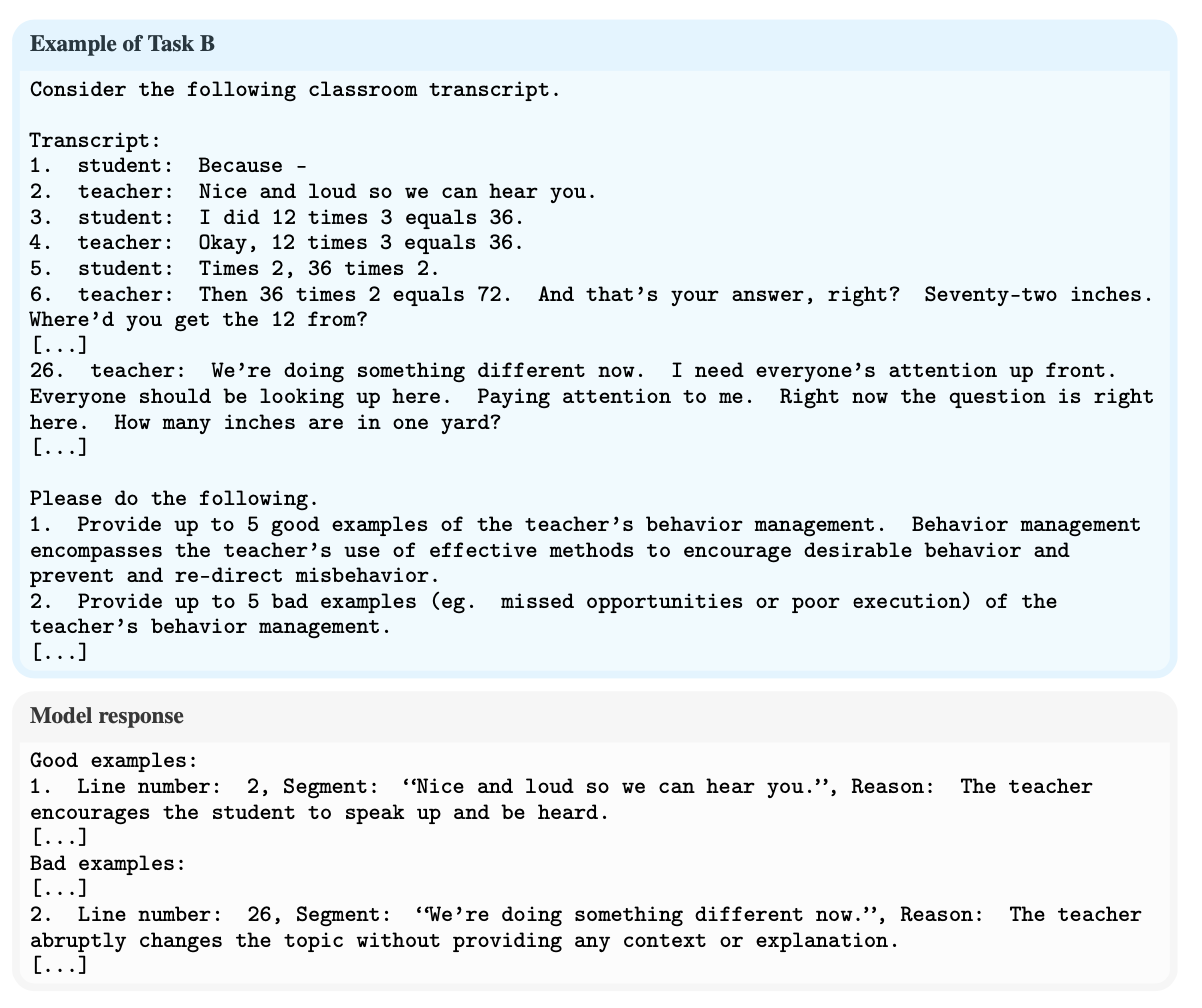 Example of Task B
Consider the following classroom transcript.
Transcript:
1. student: Because –
2. teacher: Nice and loud so we can hear you.
3. student: I did 12 times 3 equals 36.
4. teacher: Okay, 12 times 3 equals 36.
5. student: Times 2, 36 times 2.
6. teacher: Then 36 times 2 equals 72. And that’s your answer, right? Seventy-two inches.
Where’d you get the 12 from?
[...]
26. teacher: We’re doing something different now. I need everyone’s attention up front.
Everyone should be looking up here. Paying attention to me. Right now the question is right
here. How many inches are in one yard?
[...]
Please do the following.
1. Provide up to 5 good examples of the teacher’s behavior management. Behavior management
encompasses the teacher’s use of effective methods to encourage desirable behavior and
prevent and re-direct misbehavior.
2. Provide up to 5 bad examples (eg. missed opportunities or poor execution) of the
teacher’s behavior management.
[...]
Model response
Good examples:
1. Line number: 2, Segment: “Nice and loud so we can hear you.”, Reason: The teacher
encourages the student to speak up and be heard.
[...]
Bad examples:
[...]
2. Line number: 26, Segment: “We’re doing something different now.”, Reason: The teacher
abruptly changes the topic without providing any context or explanation.
[...]